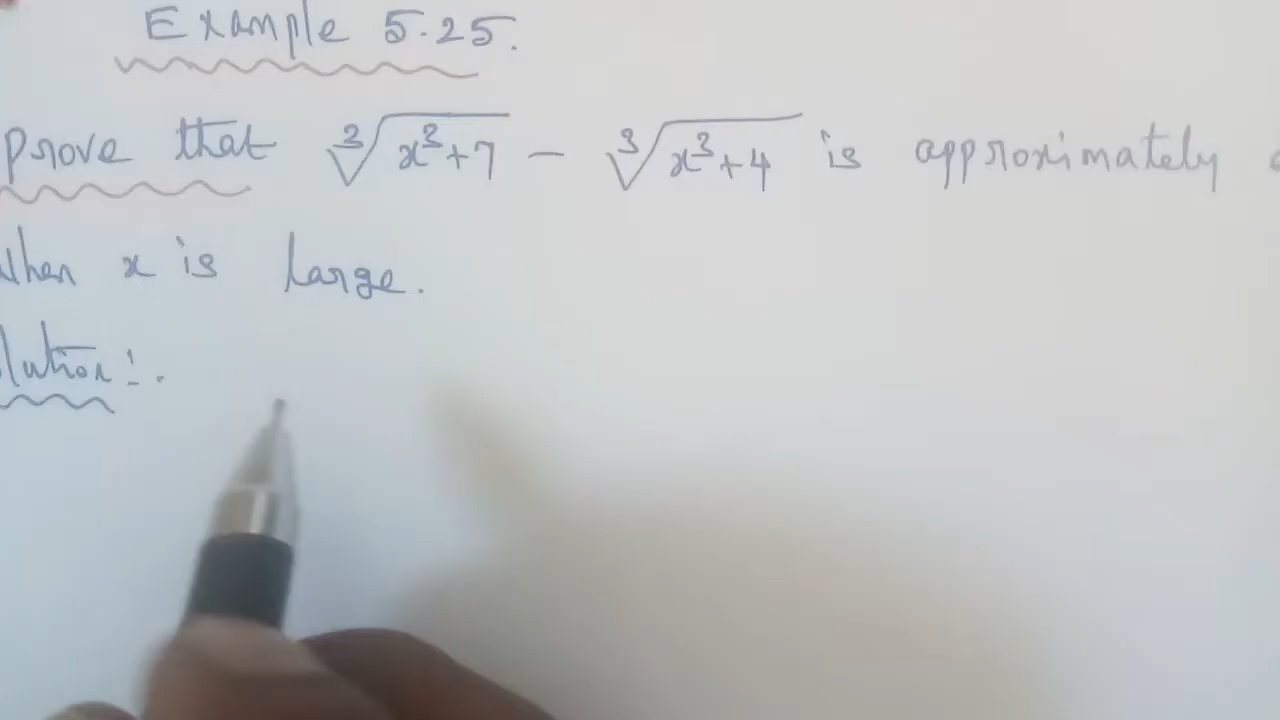 Example 5.25.
prove that ∛(x³+7) − ∛(x³+4) is approximately
when x is large.
lution:.